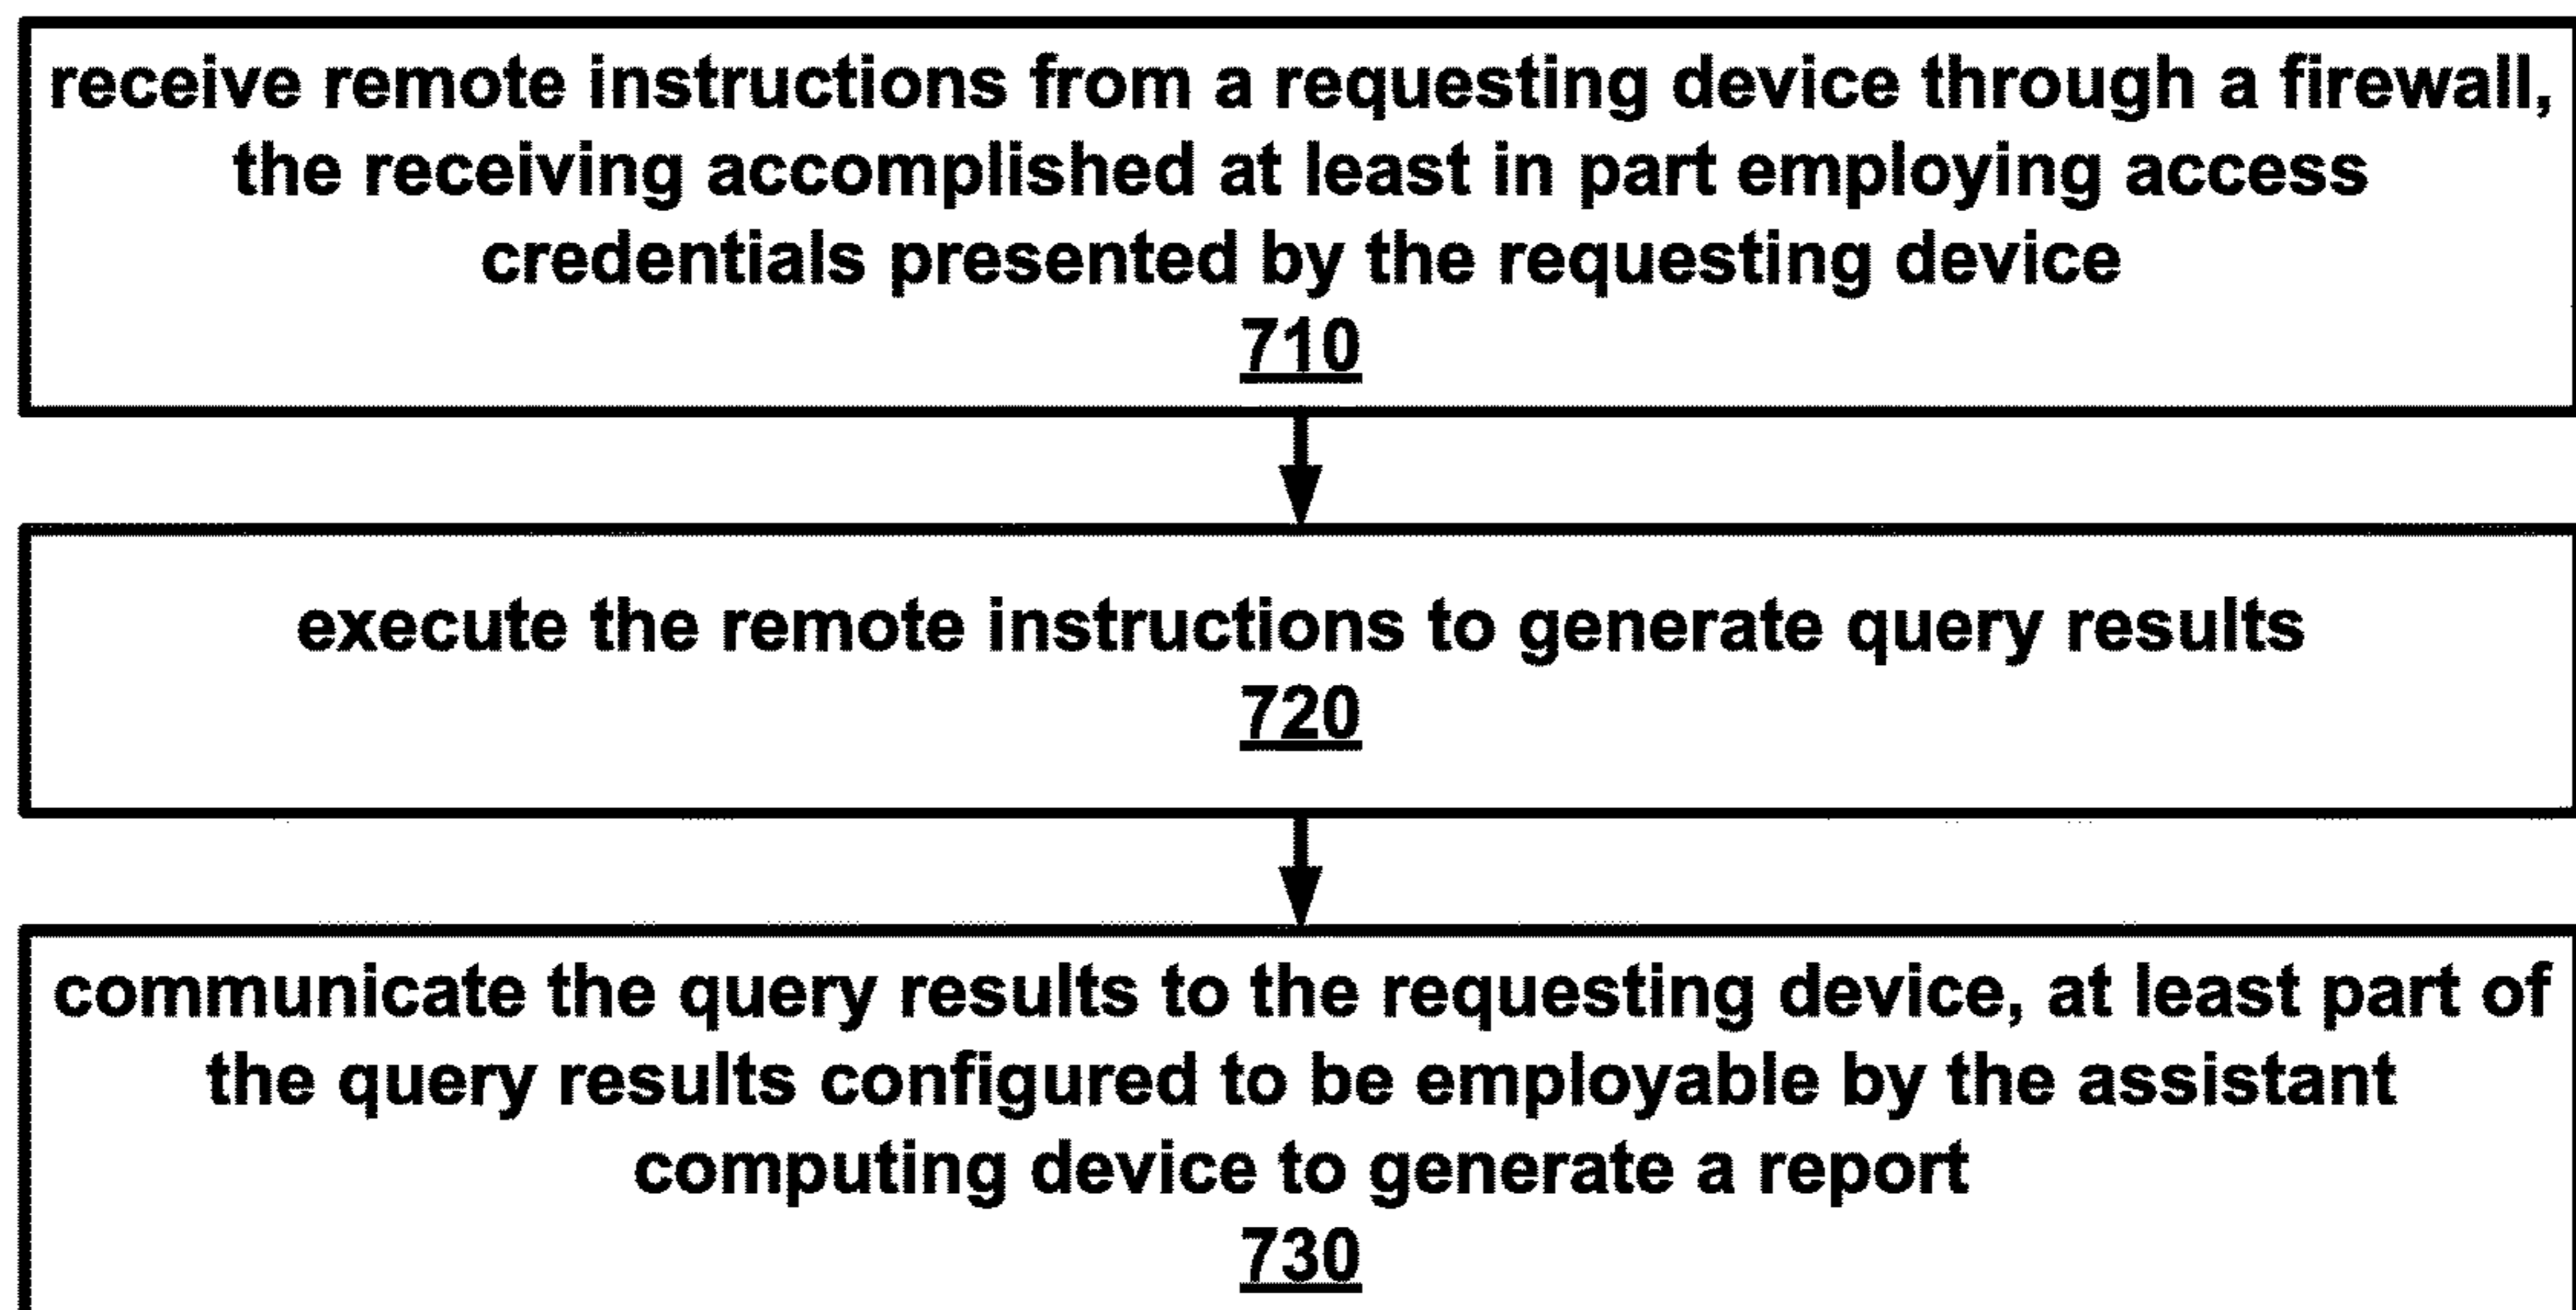 receive remote instructions from a requesting device through a firewall,
the receiving accomplished at least in part employing access
credentials presented by the requesting device
710
execute the remote instructions to generate query results
720
communicate the query results to the requesting device, at least part of
the query results configured to be employable by the assistant
computing device to generate a report
730